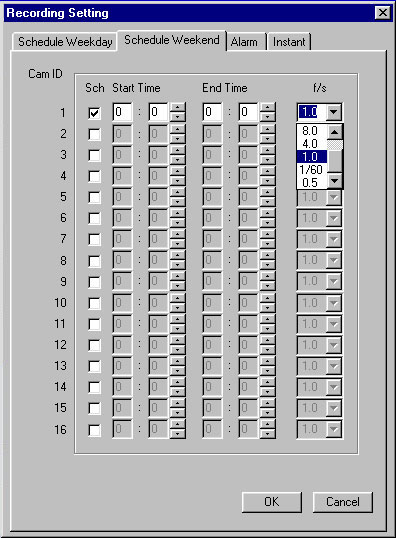 Recording Setting
Schedule Weekday Schedule Weekend Alarm Instant
Cam ID
Sch Start Time End Time f/s
1 0 : 0 0 : 0 1.0
2 0 : 0 0 : 0 8.0
3 0 : 0 0 : 0 4.0
1.0
4 0 : 0 0 : 0 1/60
0.5
5 0 : 0 0 : 0 1.0
6 0 : 0 0 : 0 1.0
7 0 : 0 0 : 0 1.0
8 0 : 0 0 : 0 1.0
9 0 : 0 0 : 0 1.0
10 0 : 0 0 : 0 1.0
11 0 : 0 0 : 0 1.0
12 0 : 0 0 : 0 1.0
13 0 : 0 0 : 0 1.0
14 0 : 0 0 : 0 1.0
15 0 : 0 0 : 0 1.0
16 0 : 0 0 : 0 1.0
OK Cancel